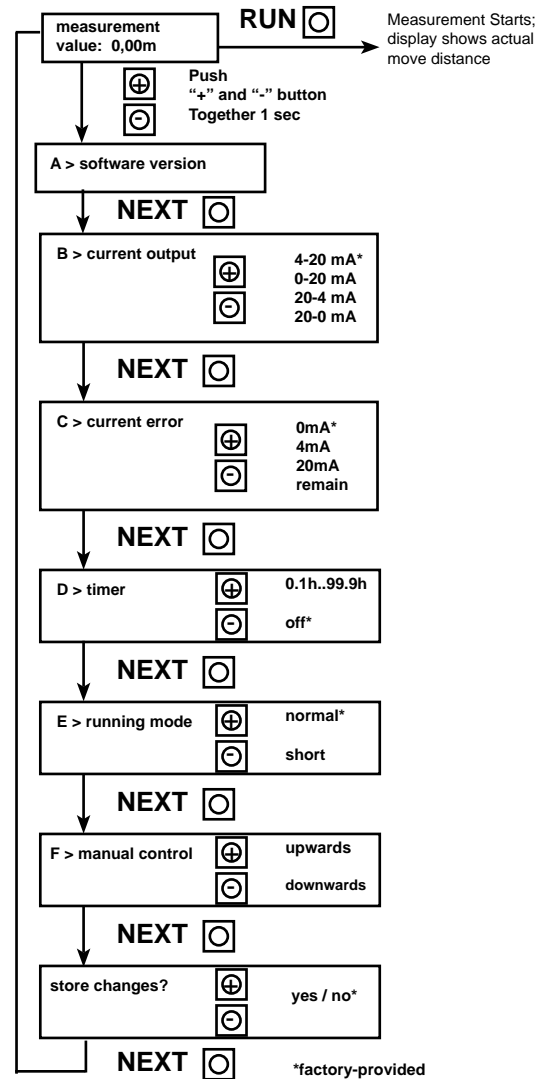 measurement
value: 0,00m
RUN
Measurement Starts;
display shows actual
move distance
Push
“+” and “-” button
Together 1 sec
A > software version
NEXT
B > current output
4-20 mA*
0-20 mA
20-4 mA
20-0 mA
NEXT
C > current error
0mA*
4mA
20mA
remain
NEXT
D > timer
0.1h..99.9h
off*
NEXT
E > running mode
normal*
short
NEXT
F > manual control
upwards
downwards
NEXT
store changes?
yes / no*
NEXT
*factory-provided